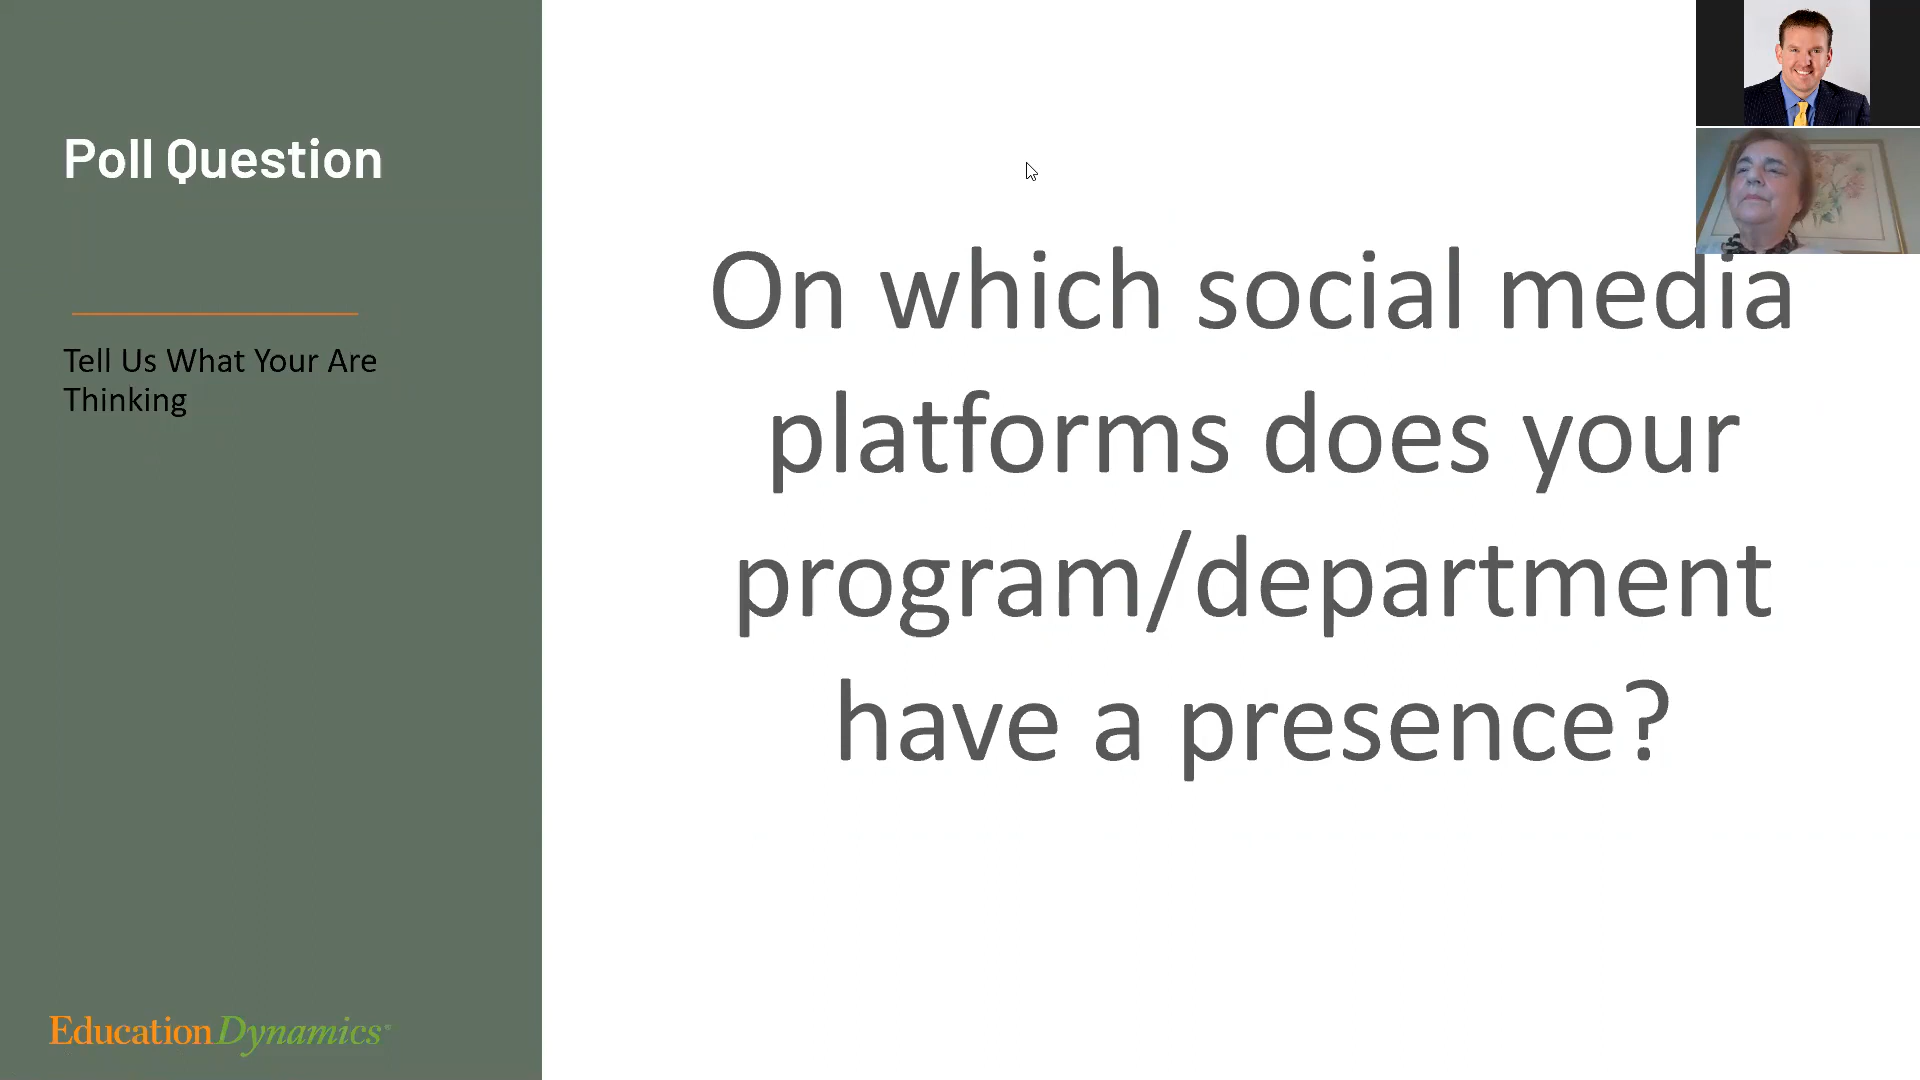 Poll Question
Tell Us What Your Are
Thinking
On which social media
platforms does your
program/department
have a presence?
EducationDynamics®